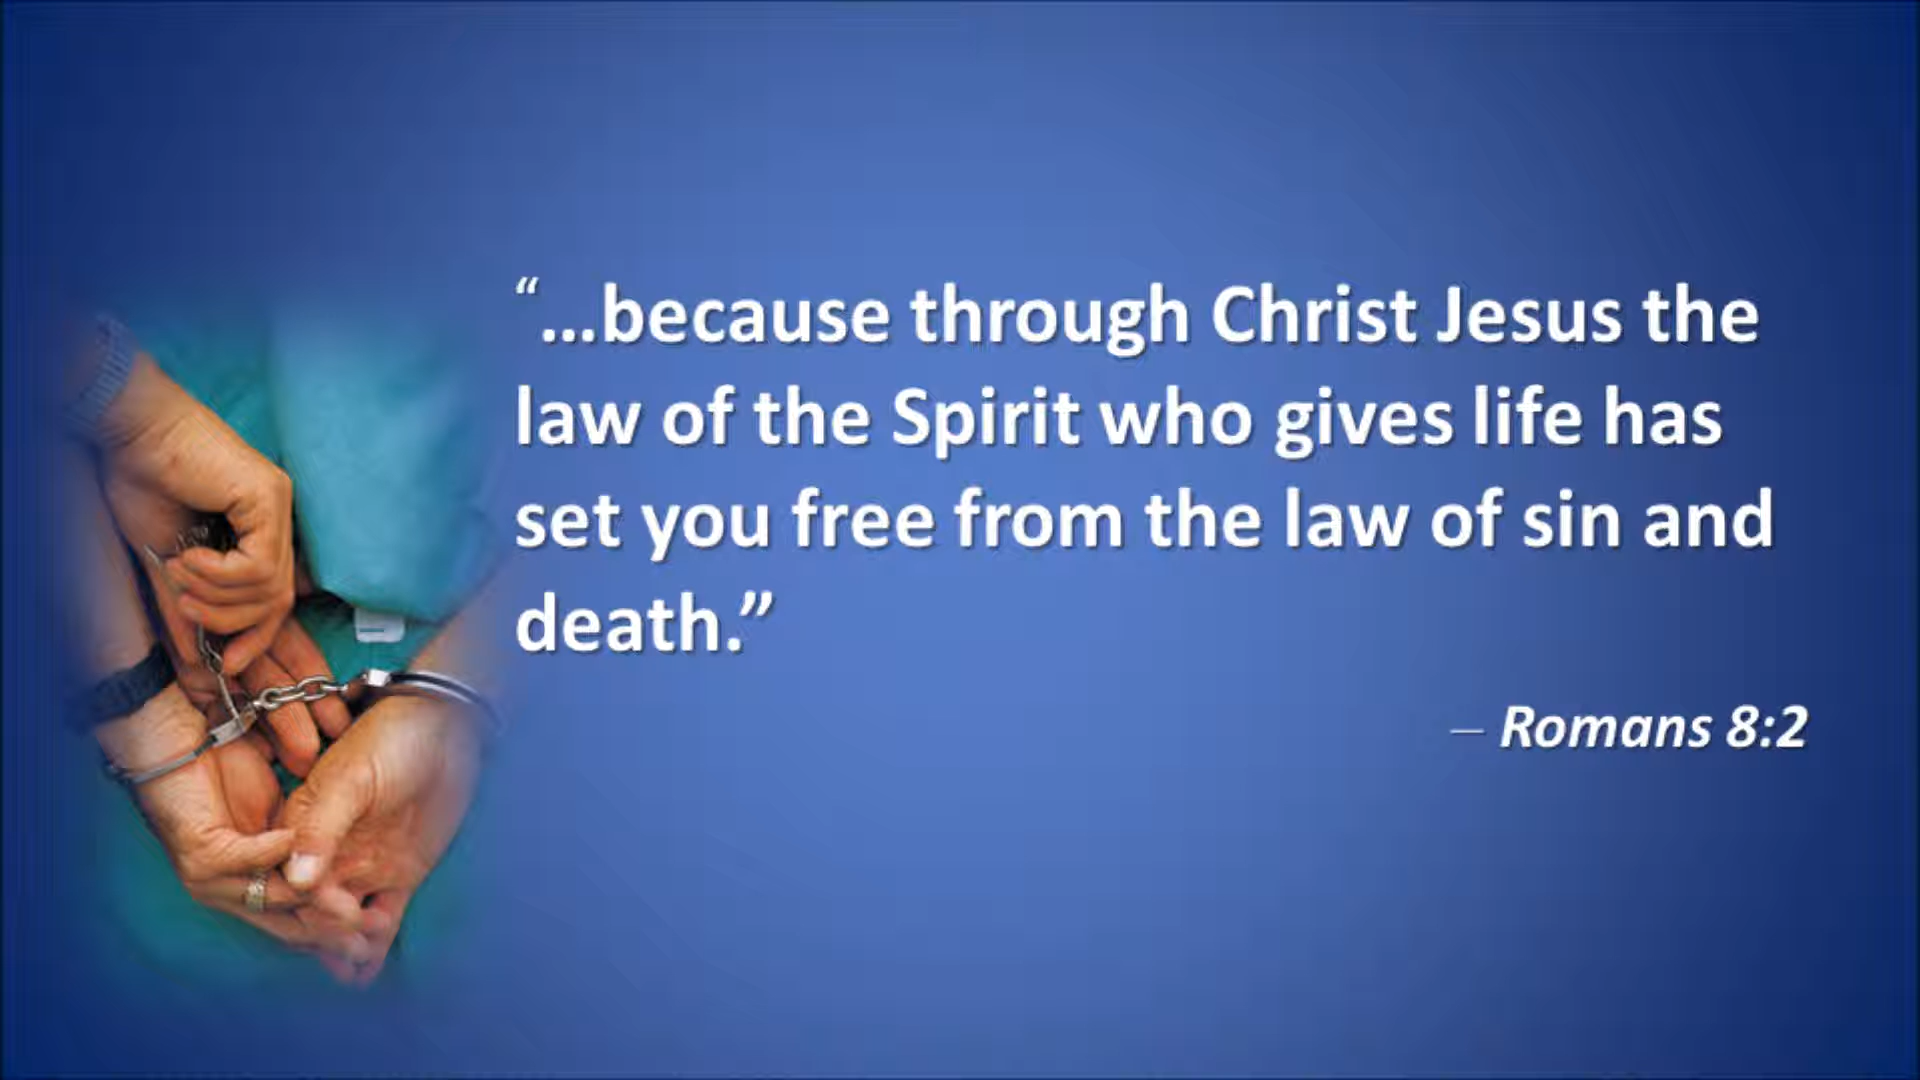 “…because through Christ Jesus the
law of the Spirit who gives life has
set you free from the law of sin and
death.”
– Romans 8:2